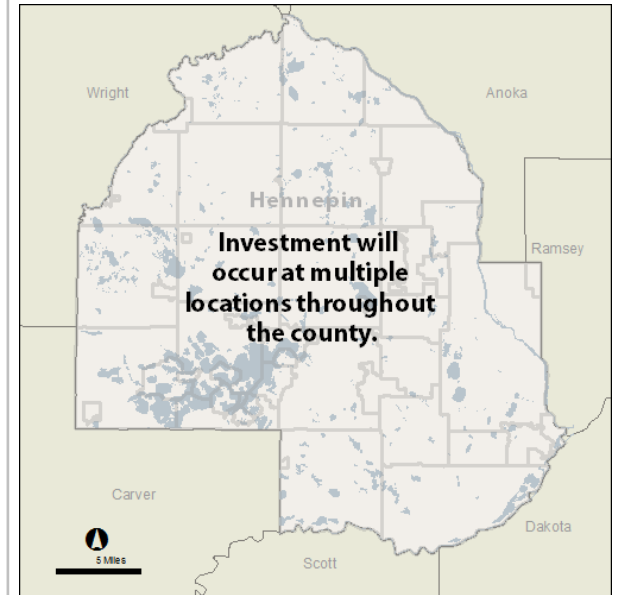 Wright
Anoka
Hennepin
Investment will
occur at multiple
locations throughout
the county.
Ramsey
Carver
5 Miles
Scott
Dakota